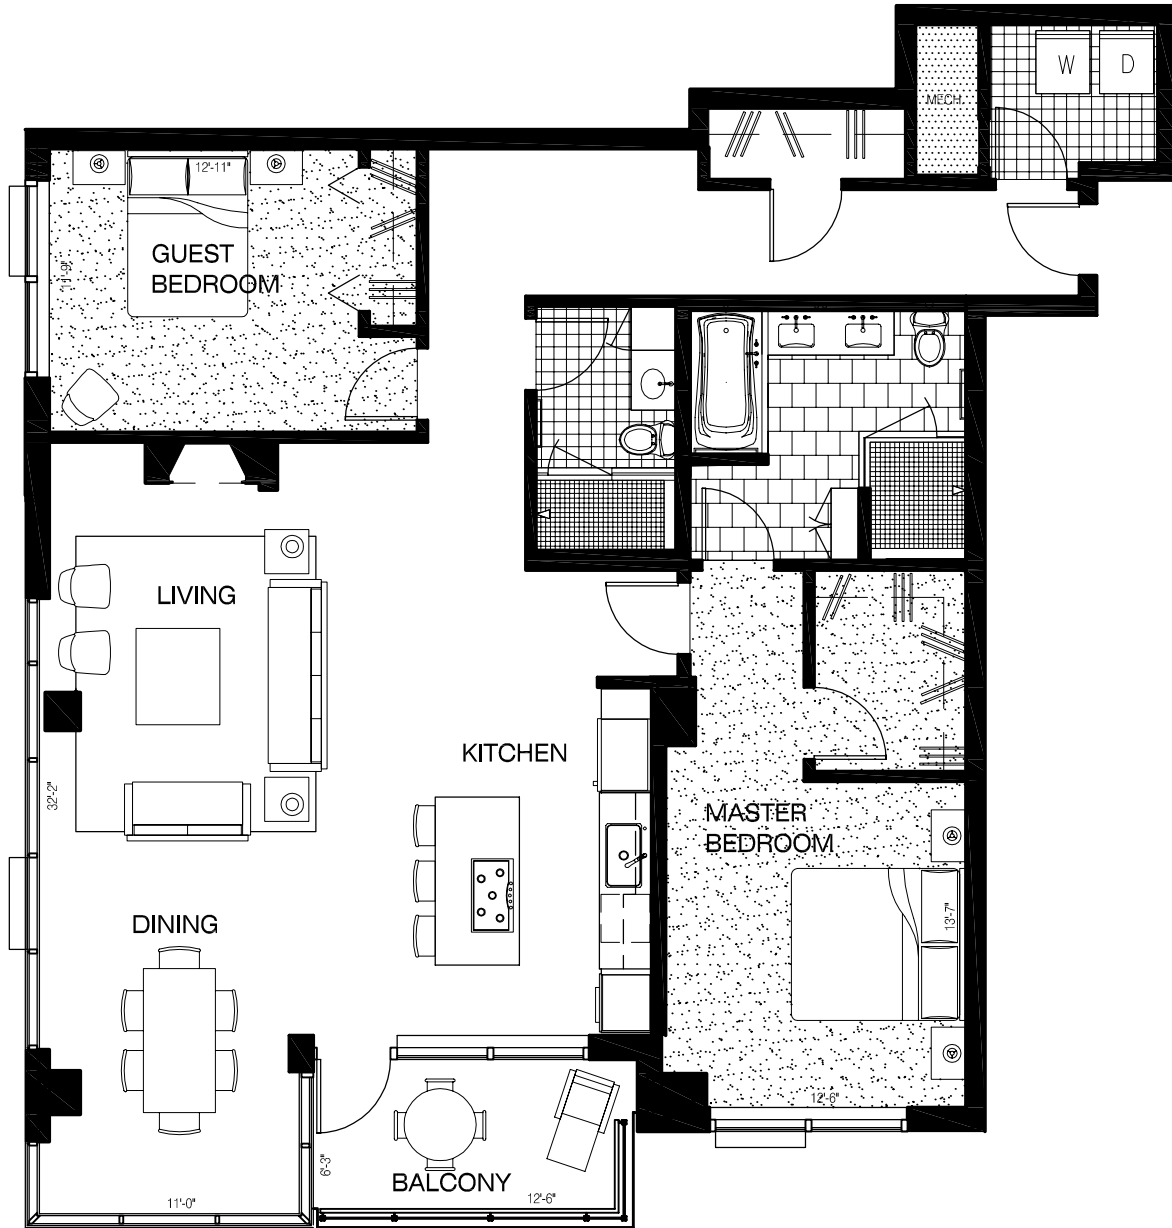 W
D
MECH.
12'-11"
GUEST
BEDROOM
11'-9"
LIVING
KITCHEN
32'-2"
MASTER
BEDROOM
DINING
13'-7"
12'-6"
6'-3"
BALCONY
11'-0"
12'-6"